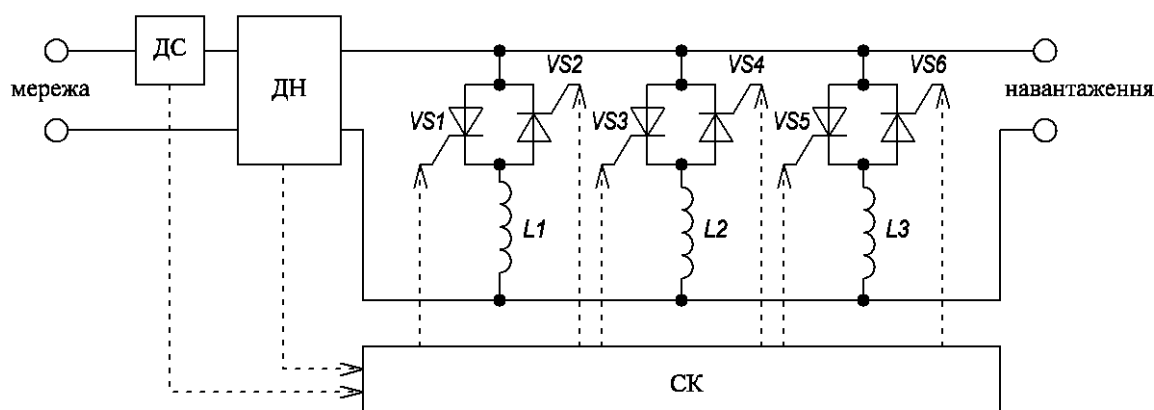 ДС
ДН
мережа
VS2
VS4
VS6
навантаження
VS1
VS3
VS5
L1
L2
L3
СК